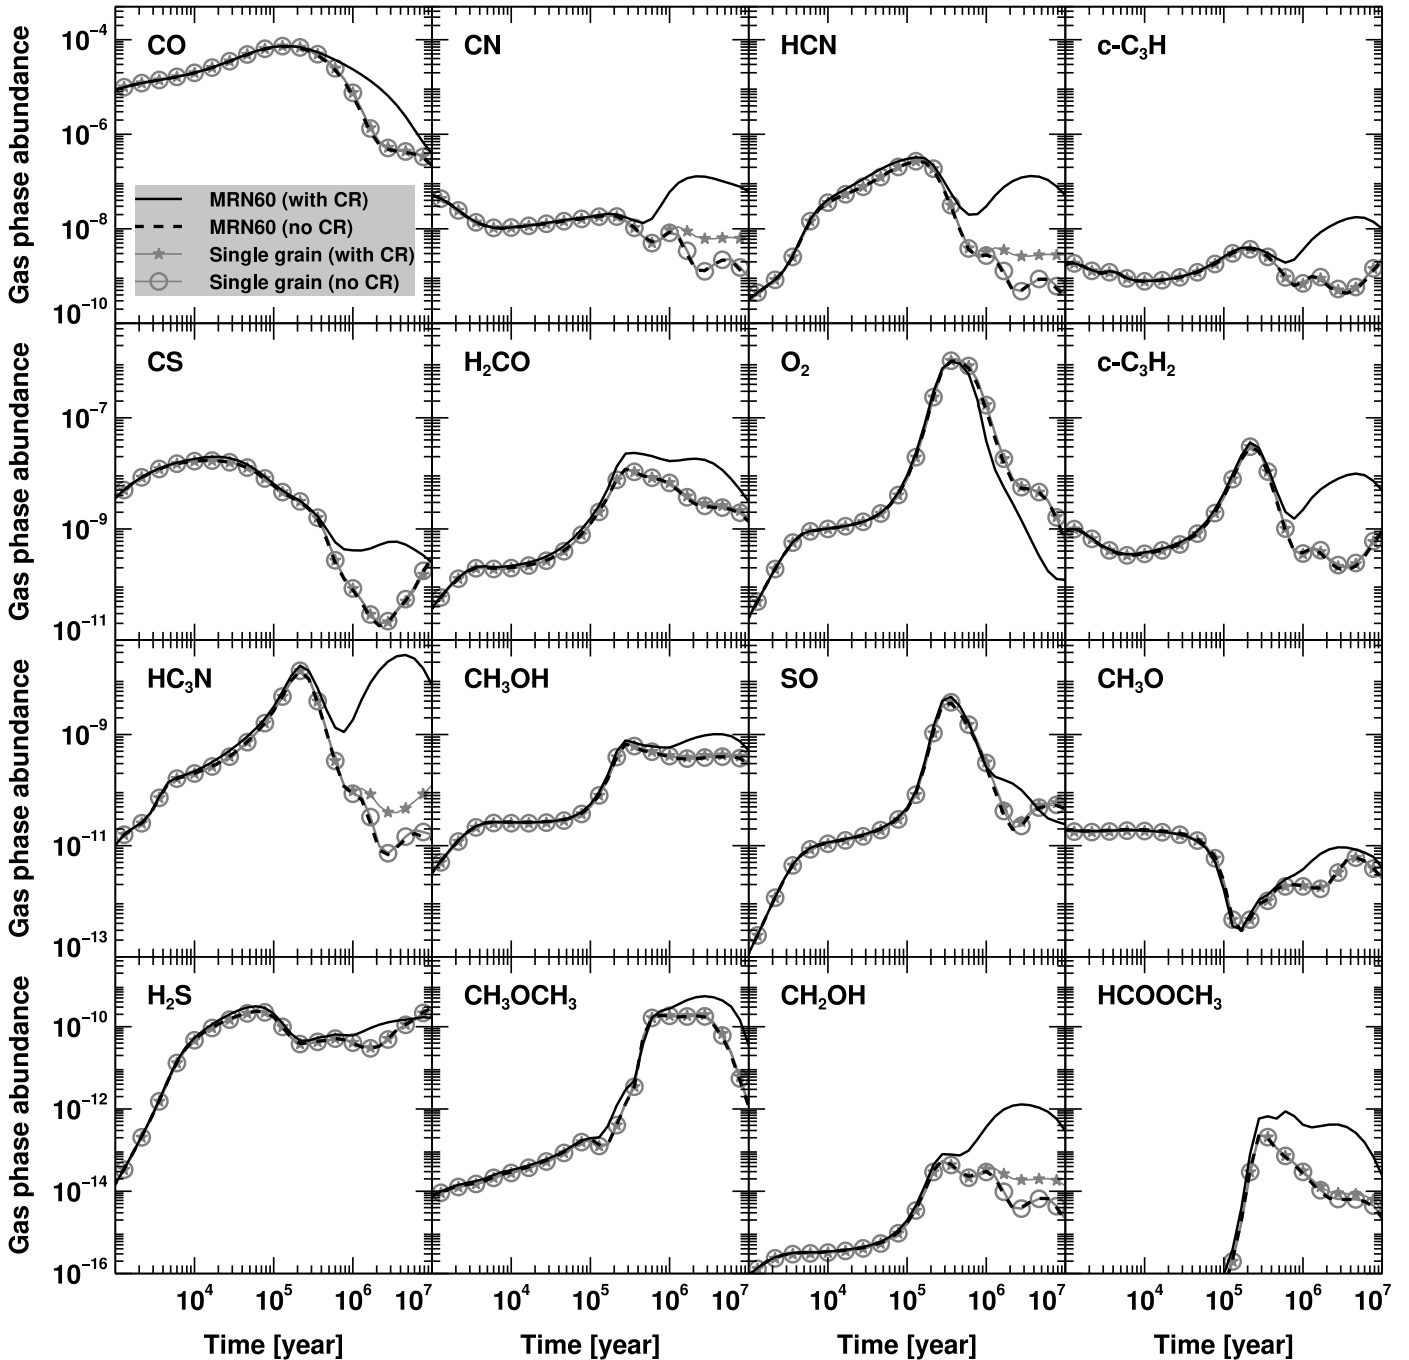 Gas phase abundance
10⁻⁴
10⁻⁶
10⁻⁸
10⁻¹⁰
CO
CN
HCN
c-C₃H
MRN60 (with CR)
MRN60 (no CR)
Single grain (with CR)
Single grain (no CR)
Gas phase abundance
10⁻⁷
10⁻⁹
10⁻¹¹
CS
H₂CO
O₂
c-C₃H₂
Gas phase abundance
10⁻⁹
10⁻¹¹
10⁻¹³
HC₃N
CH₃OH
SO
CH₃O
Gas phase abundance
10⁻¹⁰
10⁻¹²
10⁻¹⁴
10⁻¹⁶
H₂S
CH₃OCH₃
CH₂OH
HCOOCH₃
10⁴ 10⁵ 10⁶ 10⁷ 10⁴ 10⁵ 10⁶ 10⁷ 10⁴ 10⁵ 10⁶ 10⁷ 10⁴ 10⁵ 10⁶ 10⁷
Time [year] Time [year] Time [year] Time [year]